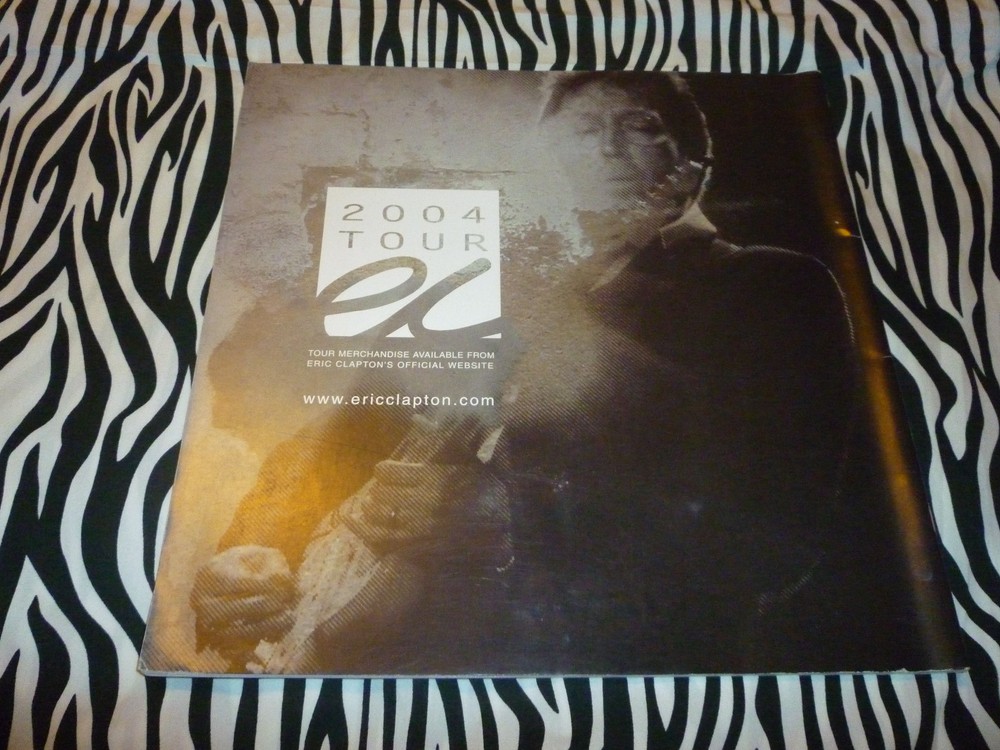 2004
TOUR
ec
TOUR MERCHANDISE AVAILABLE FROM
ERIC CLAPTON'S OFFICIAL WEBSITE
www.ericclapton.com